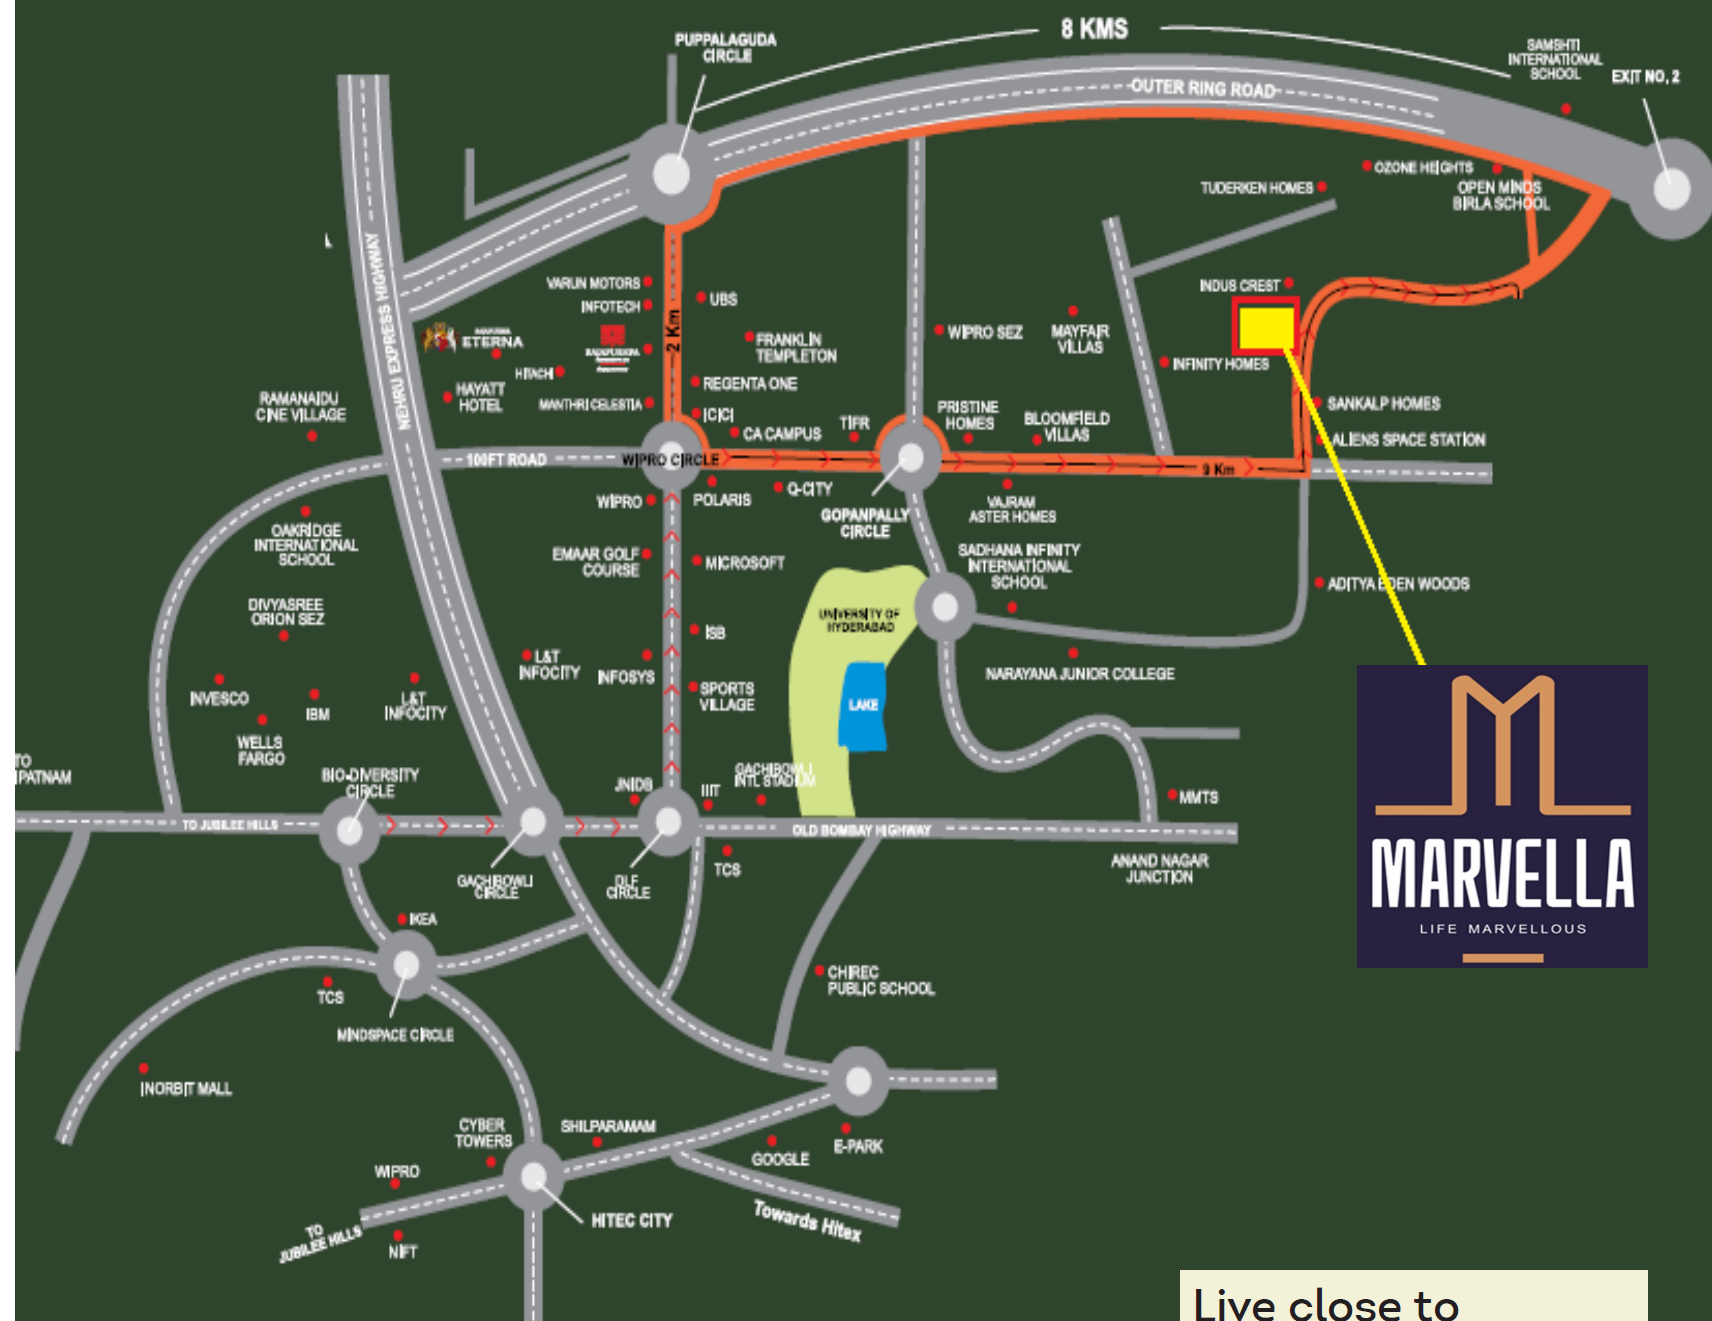 8 KMS
PUPPALAGUDA
CIRCLE
SAMSHTI
INTERNATIONAL
SCHOOL
EXIT NO, 2
OUTER RING ROAD
OZONE HEIGHTS
TUDERKEN HOMES
OPEN MINDS
BIRLA SCHOOL
NEHRU EXPRESS HIGHWAY
VARUN MOTORS
INFOTECH
UBS
2 Km
INDUS CREST
ETERNA
FRANKLIN
TEMPLETON
WIPRO SEZ
MAYFAIR
VILLAS
INFINITY HOMES
HITACHI
HAYATT
HOTEL
REGENTA ONE
MANTHRI CELESTIA
ICICI
RAMANAIDU
CINE VILLAGE
CA CAMPUS
TIFR
PRISTINE
HOMES
BLOOMFIELD
VILLAS
SANKALP HOMES
ALIENS SPACE STATION
100FT ROAD
WIPRO CIRCLE
9 Km
WIPRO
POLARIS
Q-CITY
GOPANPALLY
CIRCLE
VAJRAM
ASTER HOMES
OAKRIDGE
INTERNATIONAL
SCHOOL
EMAAR GOLF
COURSE
MICROSOFT
SADHANA INFINITY
INTERNATIONAL
SCHOOL
ADITYA EDEN WOODS
DIVYASREE
ORION SEZ
UNIVERSITY OF
HYDERABAD
ISB
L&T
INFOCITY
INFOSYS
NARAYANA JUNIOR COLLEGE
INVESCO
IBM
L&T
INFOCITY
SPORTS
VILLAGE
LAKE
WELLS
FARGO
TO
IPATNAM
BIO-DIVERSITY
CIRCLE
JNIDB
IIIT
GACHIBOWLI
INTL STADIUM
MMTS
TO JUBILEE HILLS
OLD BOMBAY HIGHWAY
GACHIBOWLI
CIRCLE
DLF
CIRCLE
TCS
ANAND NAGAR
JUNCTION
MARVELLA
LIFE MARVELLOUS
IKEA
TCS
CHIREC
PUBLIC SCHOOL
MINDSPACE CIRCLE
INORBIT MALL
CYBER
TOWERS
SHILPARAMAM
E-PARK
GOOGLE
WIPRO
HITEC CITY
Towards Hitex
TO
JUBILEE HILLS
NIFT
Live close to